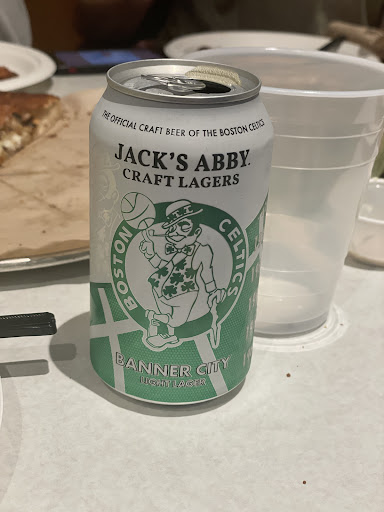 THE OFFICIAL CRAFT BEER OF THE BOSTON CELTICS
JACK'S ABBY.
CRAFT LAGERS
BOSTON CELTICS
BANNER CITY
LIGHT LAGER